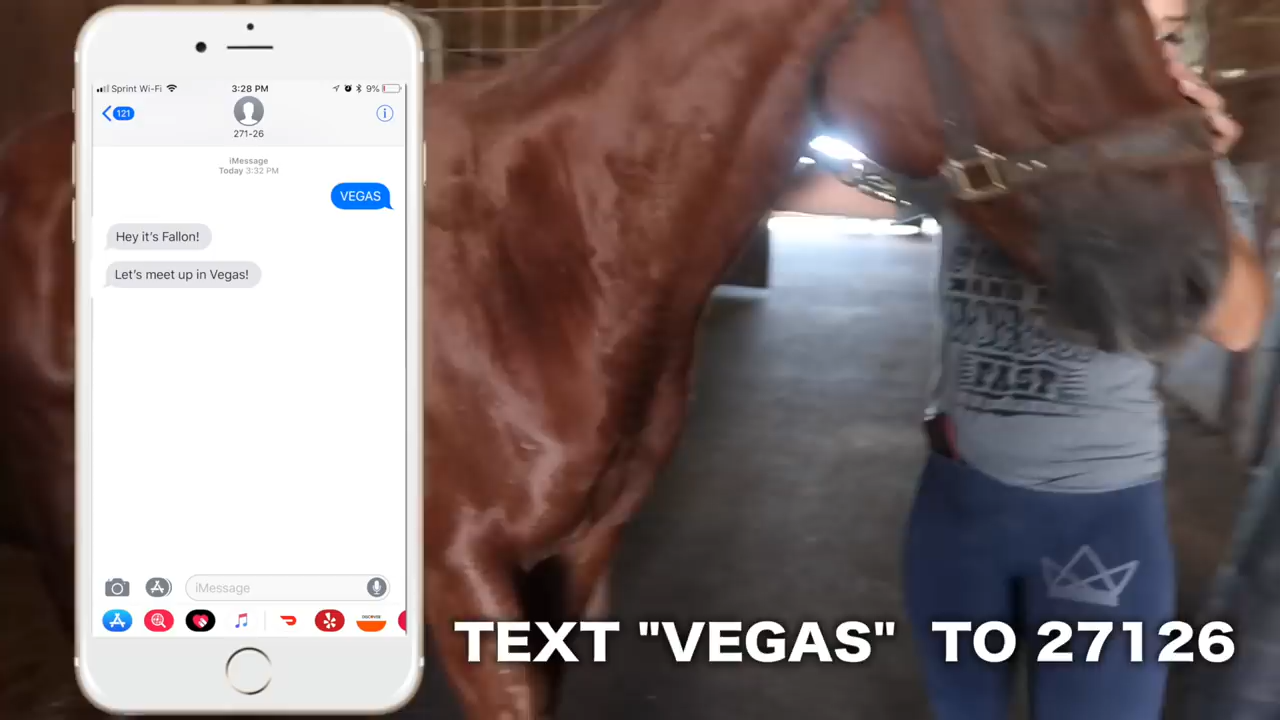 Sprint Wi-Fi
3:28 PM
9%
121
271-26
iMessage
Today 3:32 PM
VEGAS
Hey it's Fallon!
Let's meet up in Vegas!
iMessage
FAST
TEXT "VEGAS" TO 27126